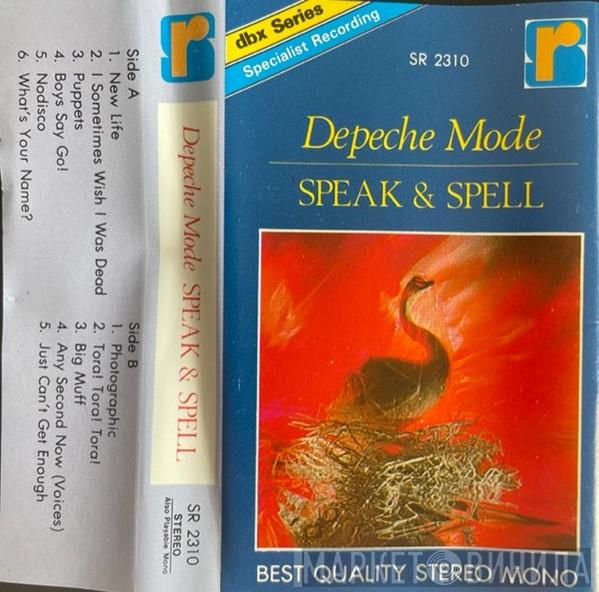 Side A
1. New Life
2. I Sometimes Wish I Was Dead
3. Puppets
4. Boys Say Go!
5. Nodisco
6. What's Your Name?
Side B
1. Photographic
2. Tora! Tora! Tora!
3. Big Muff
4. Any Second Now (Voices)
5. Just Can't Get Enough
r
Depeche Mode SPEAK & SPELL
SR 2310
STEREO
Also Playable Mono
dbx Series
Specialist Recording
SR 2310
r
Depeche Mode
SPEAK & SPELL
BEST QUALITY STEREO MONO